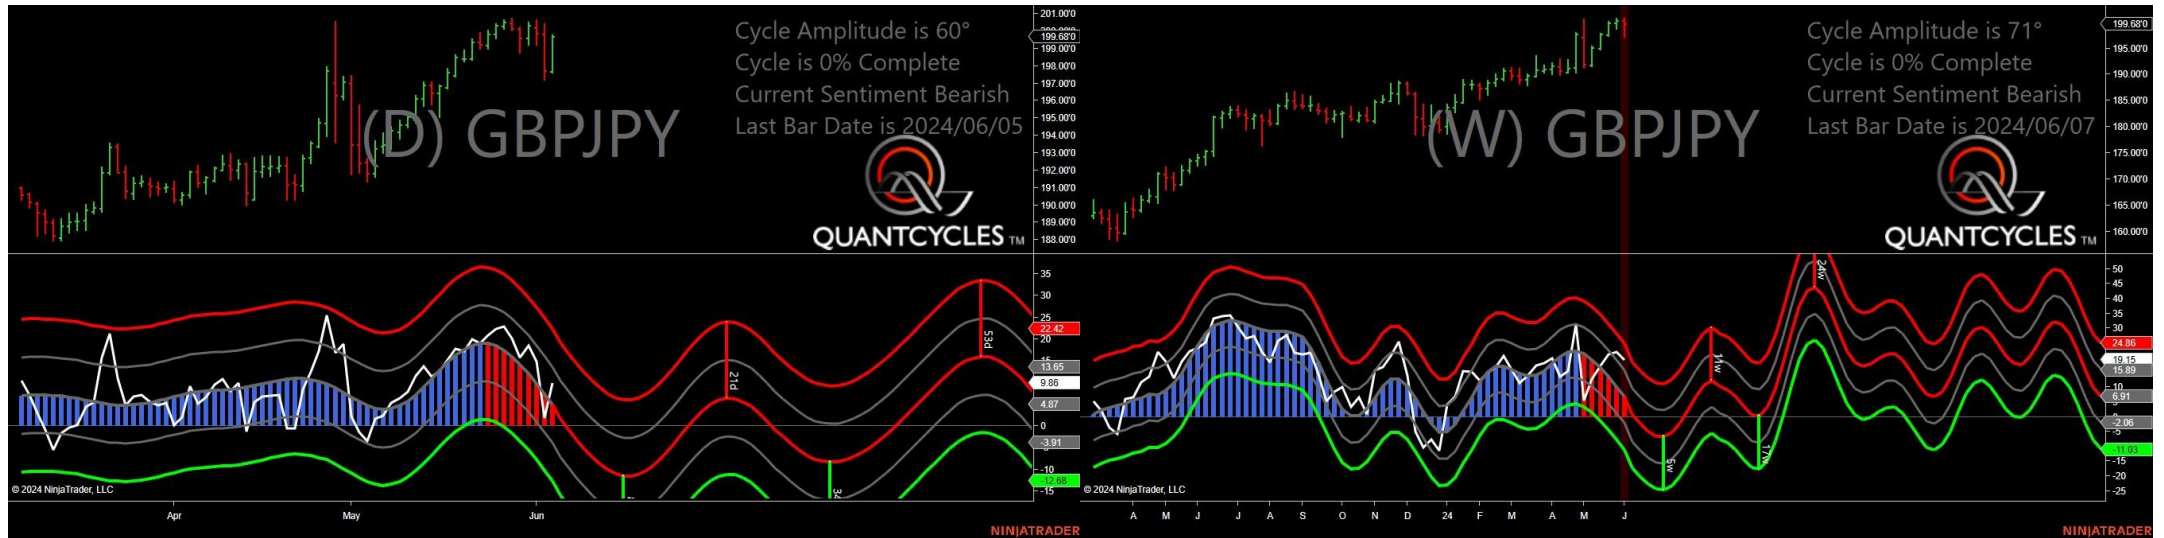 Cycle Amplitude is 60°
Cycle is 0% Complete
Current Sentiment Bearish
Last Bar Date is 2024/06/05
(D) GBPJPY
QUANTCYCLES TM
201.00'0
199.68'0
199.00'0
198.00'0
197.00'0
196.00'0
195.00'0
194.00'0
193.00'0
192.00'0
191.00'0
190.00'0
189.00'0
188.00'0
35
30
25
22.42
20
13.65
9.86
4.87
0
-3.91
-10
-12.68
-15
21d
53d
© 2024 NinjaTrader, LLC
Apr May Jun
NINJATRADER
Cycle Amplitude is 71°
Cycle is 0% Complete
Current Sentiment Bearish
Last Bar Date is 2024/06/07
(W) GBPJPY
QUANTCYCLES TM
199.68'0
195.00'0
190.00'0
185.00'0
180.00'0
175.00'0
170.00'0
165.00'0
160.00'0
50
45
40
35
30
24.86
19.15
15.89
10
6.91
-2.06
-5
-11.03
-15
-20
-25
24w
11w
5w
17w
© 2024 NinjaTrader, LLC
A M J J A S O N D 24 F M A M J
NINJATRADER